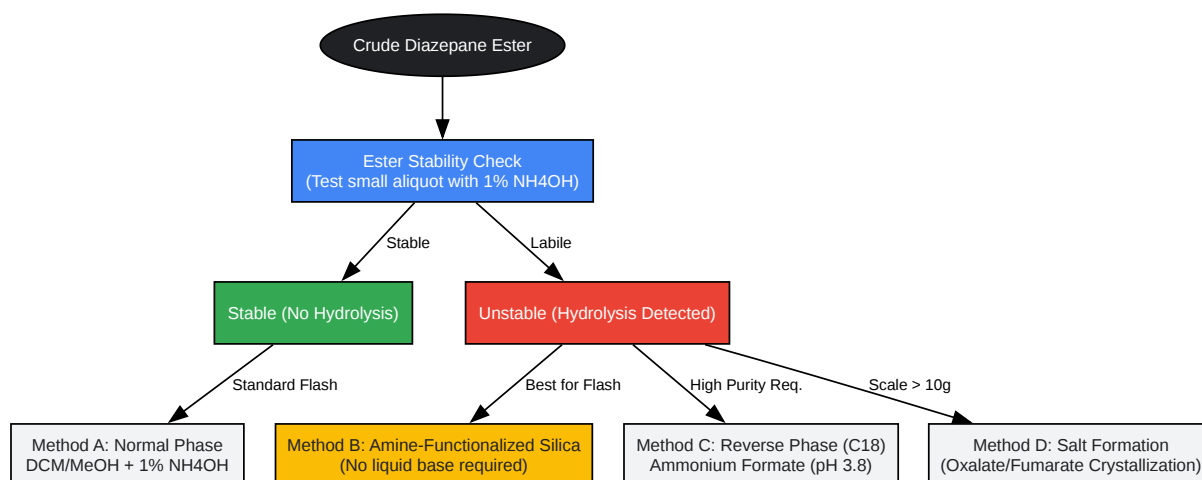 Crude Diazepane Ester
Ester Stability Check
(Test small aliquot with 1% NH4OH)
Stable
Labile
Stable (No Hydrolysis)
Unstable (Hydrolysis Detected)
Standard Flash
Best for Flash
High Purity Req.
Scale > 10g
Method A: Normal Phase
DCM/MeOH + 1% NH4OH
Method B: Amine-Functionalized Silica
(No liquid base required)
Method C: Reverse Phase (C18)
Ammonium Formate (pH 3.8)
Method D: Salt Formation
(Oxalate/Fumarate Crystallization)